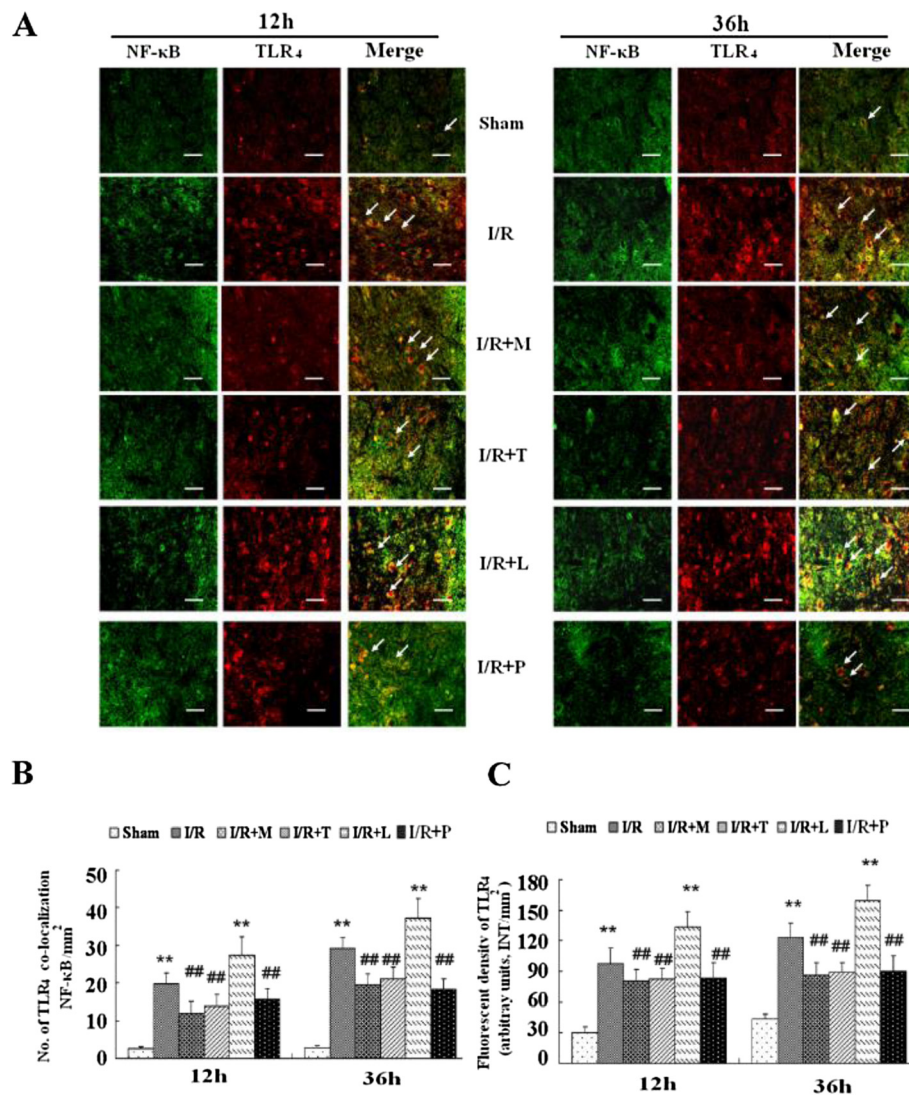 A
12h
36h
NF-κB TLR4 Merge
NF-κB TLR4 Merge
Sham
I/R
I/R+M
I/R+T
I/R+L
I/R+P
B
Sham I/R I/R+M I/R+T I/R+L I/R+P
No. of TLR4 co-localization
NF-κB/mm2
50
40
30
20
10
0
**
##
##
**
##
**
##
##
**
##
12h
36h
C
Sham I/R I/R+M I/R+T I/R+L I/R+P
Fluorescent density of TLR4
(arbitray units, INT/mm2)
180
150
120
90
60
30
0
**
##
##
**
##
**
##
##
**
##
12h
36h